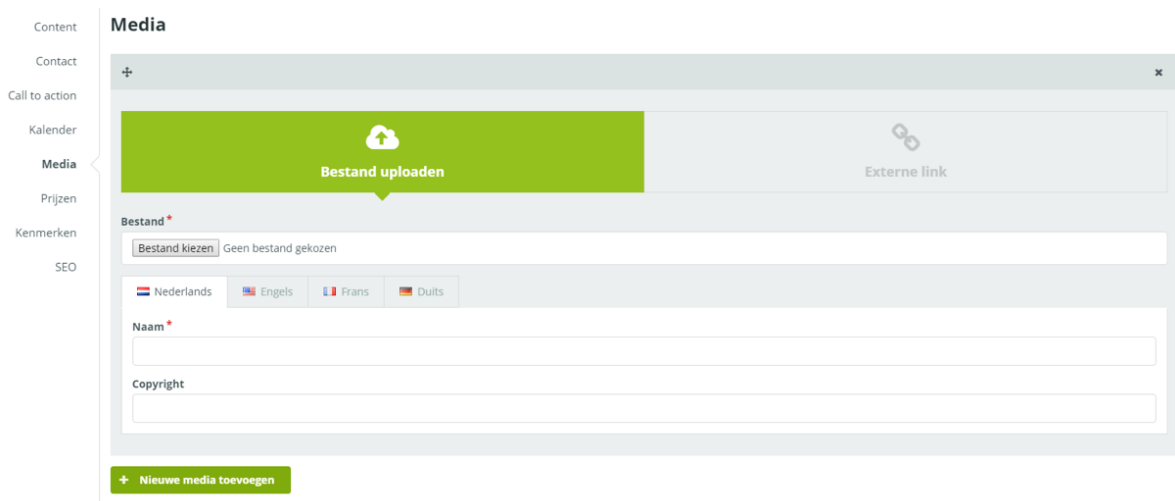 Content
Contact
Call to action
Kalender
Media
Prijzen
Kenmerken
SEO
Media
Bestand uploaden
Externe link
Bestand *
Bestand kiezen Geen bestand gekozen
Nederlands Engels Frans Duits
Naam *
Copyright
+ Nieuwe media toevoegen